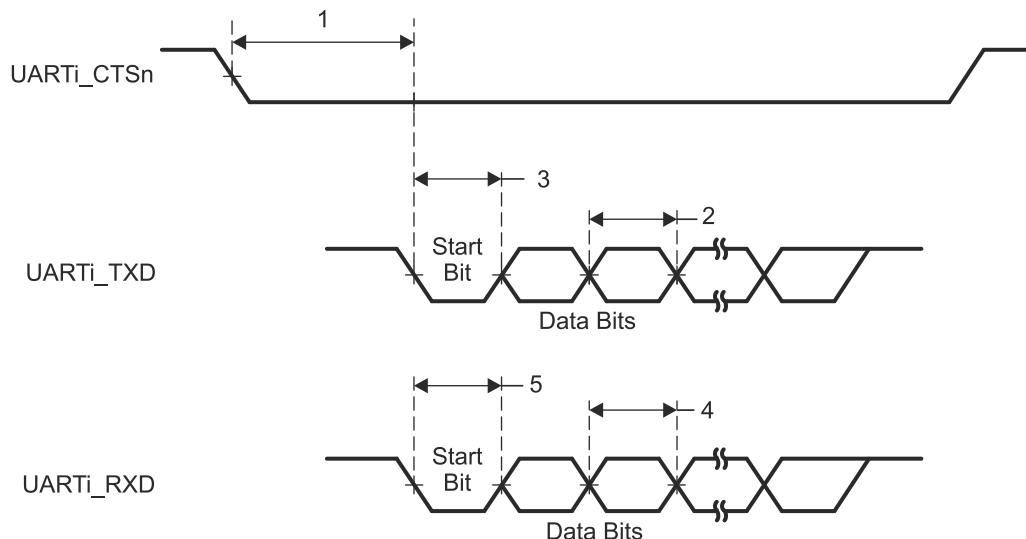 1
UARTi_CTSn
3
2
UARTi_TXD
Start
Bit
Data Bits
5
4
UARTi_RXD
Start
Bit
Data Bits